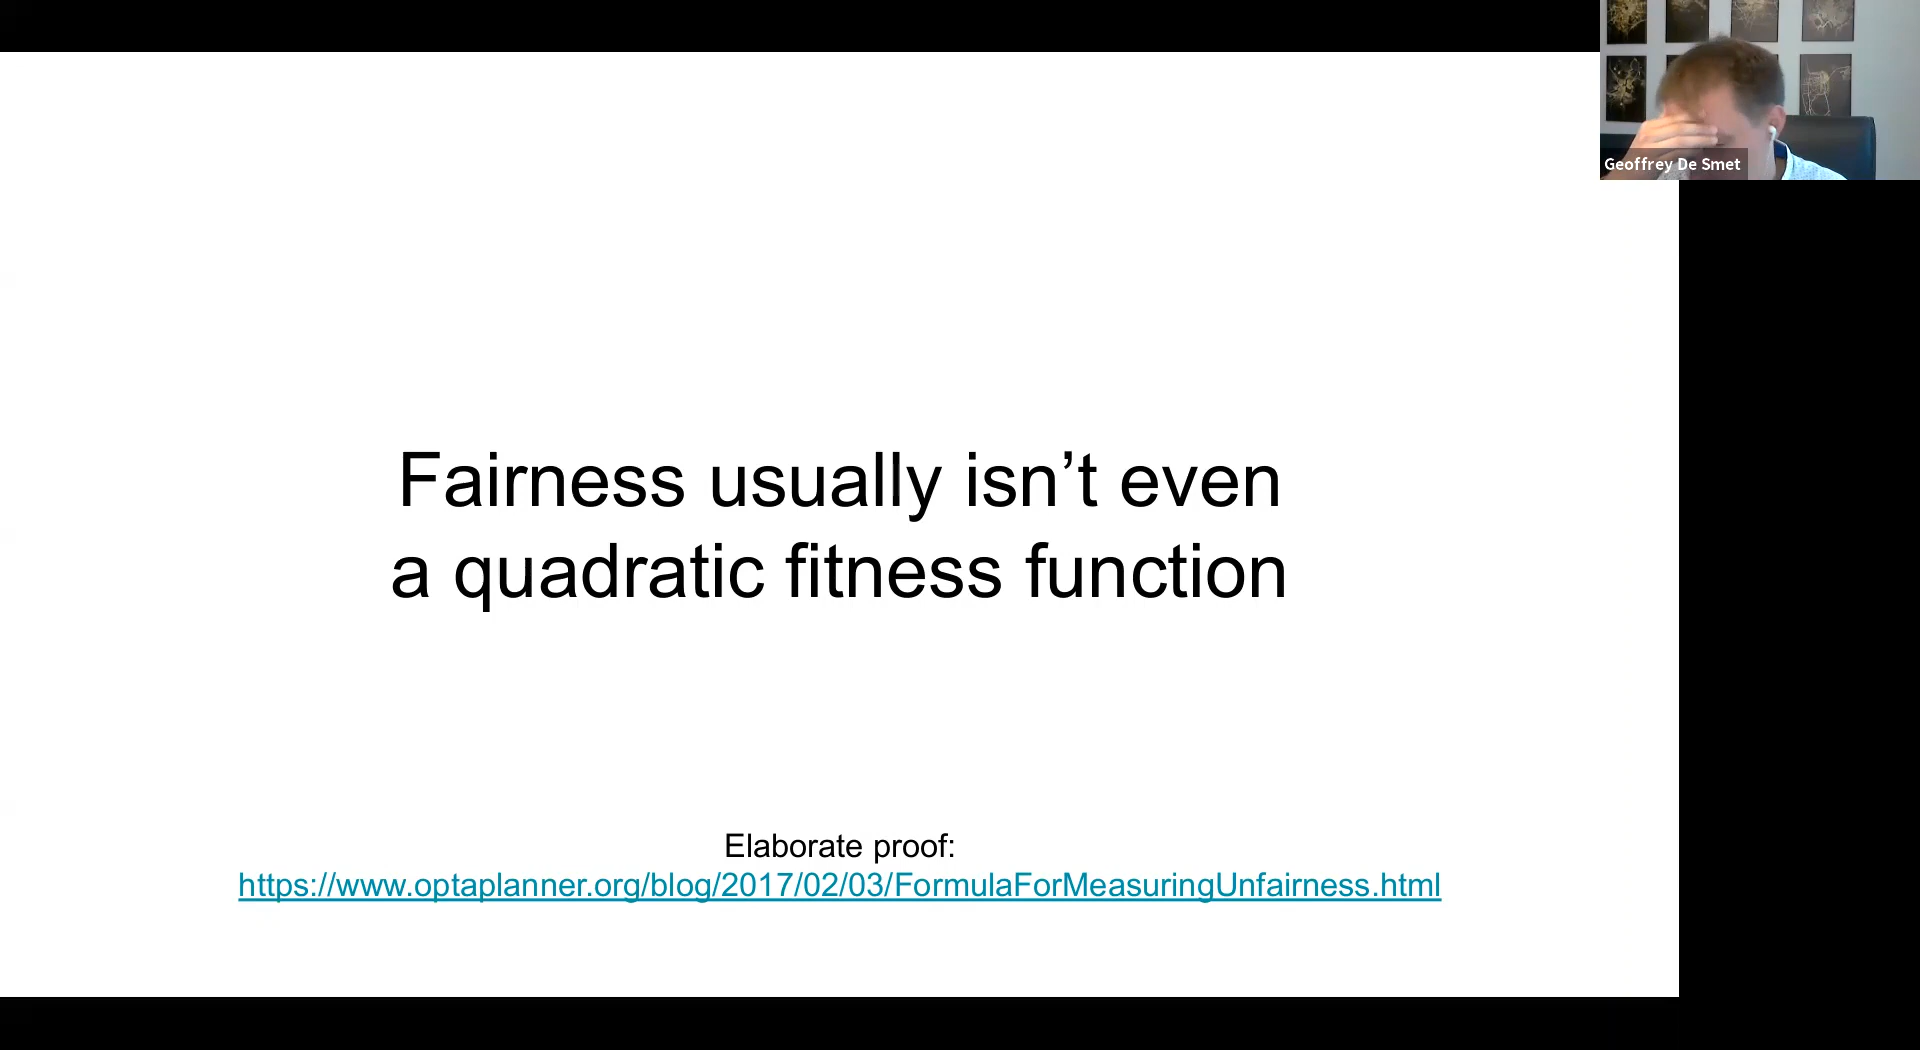 Geoffrey De Smet
Fairness usually isn’t even
a quadratic fitness function
Elaborate proof:
https://www.optaplanner.org/blog/2017/02/03/FormulaForMeasuringUnfairness.html